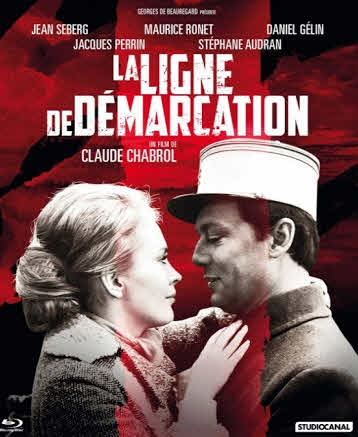 GEORGES DE BEAUREGARD PRÉSENTE
JEAN SEBERG MAURICE RONET DANIEL GÉLIN
JACQUES PERRIN STÉPHANE AUDRAN
LA LIGNE
DE DÉMARCATION
UN FILM DE
CLAUDE CHABROL
STUDIOCANAL